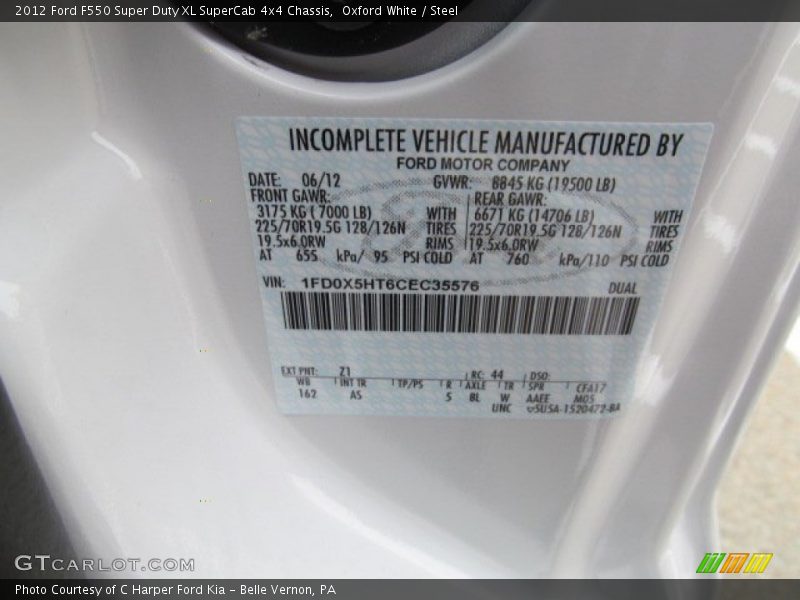 2012 Ford F550 Super Duty XL SuperCab 4x4 Chassis, Oxford White / Steel
INCOMPLETE VEHICLE MANUFACTURED BY
FORD MOTOR COMPANY
DATE: 06/12 GVWR: 8845 KG (19500 LB)
FRONT GAWR: REAR GAWR:
3175 KG ( 7000 LB) WITH 6671 KG (14706 LB) WITH
225/70R19.5G 128/126N TIRES 225/70R19.5G 128/126N TIRES
19.5x6.0RW RIMS 19.5x6.0RW RIMS
AT 655 kPa/ 95 PSI COLD AT 760 kPa/110 PSI COLD
VIN: 1FD0X5HT6CEC35576 DUAL
EXT PNT: Z1 RC: 44 DSO:
WB INT TR TP/PS R AXLE TR SPR CFA17
162 AS 5 BL W AAEE M05
UNC 5U5A-1520472-BA
GTCARLOT.COM
Photo Courtesy of C Harper Ford Kia - Belle Vernon, PA